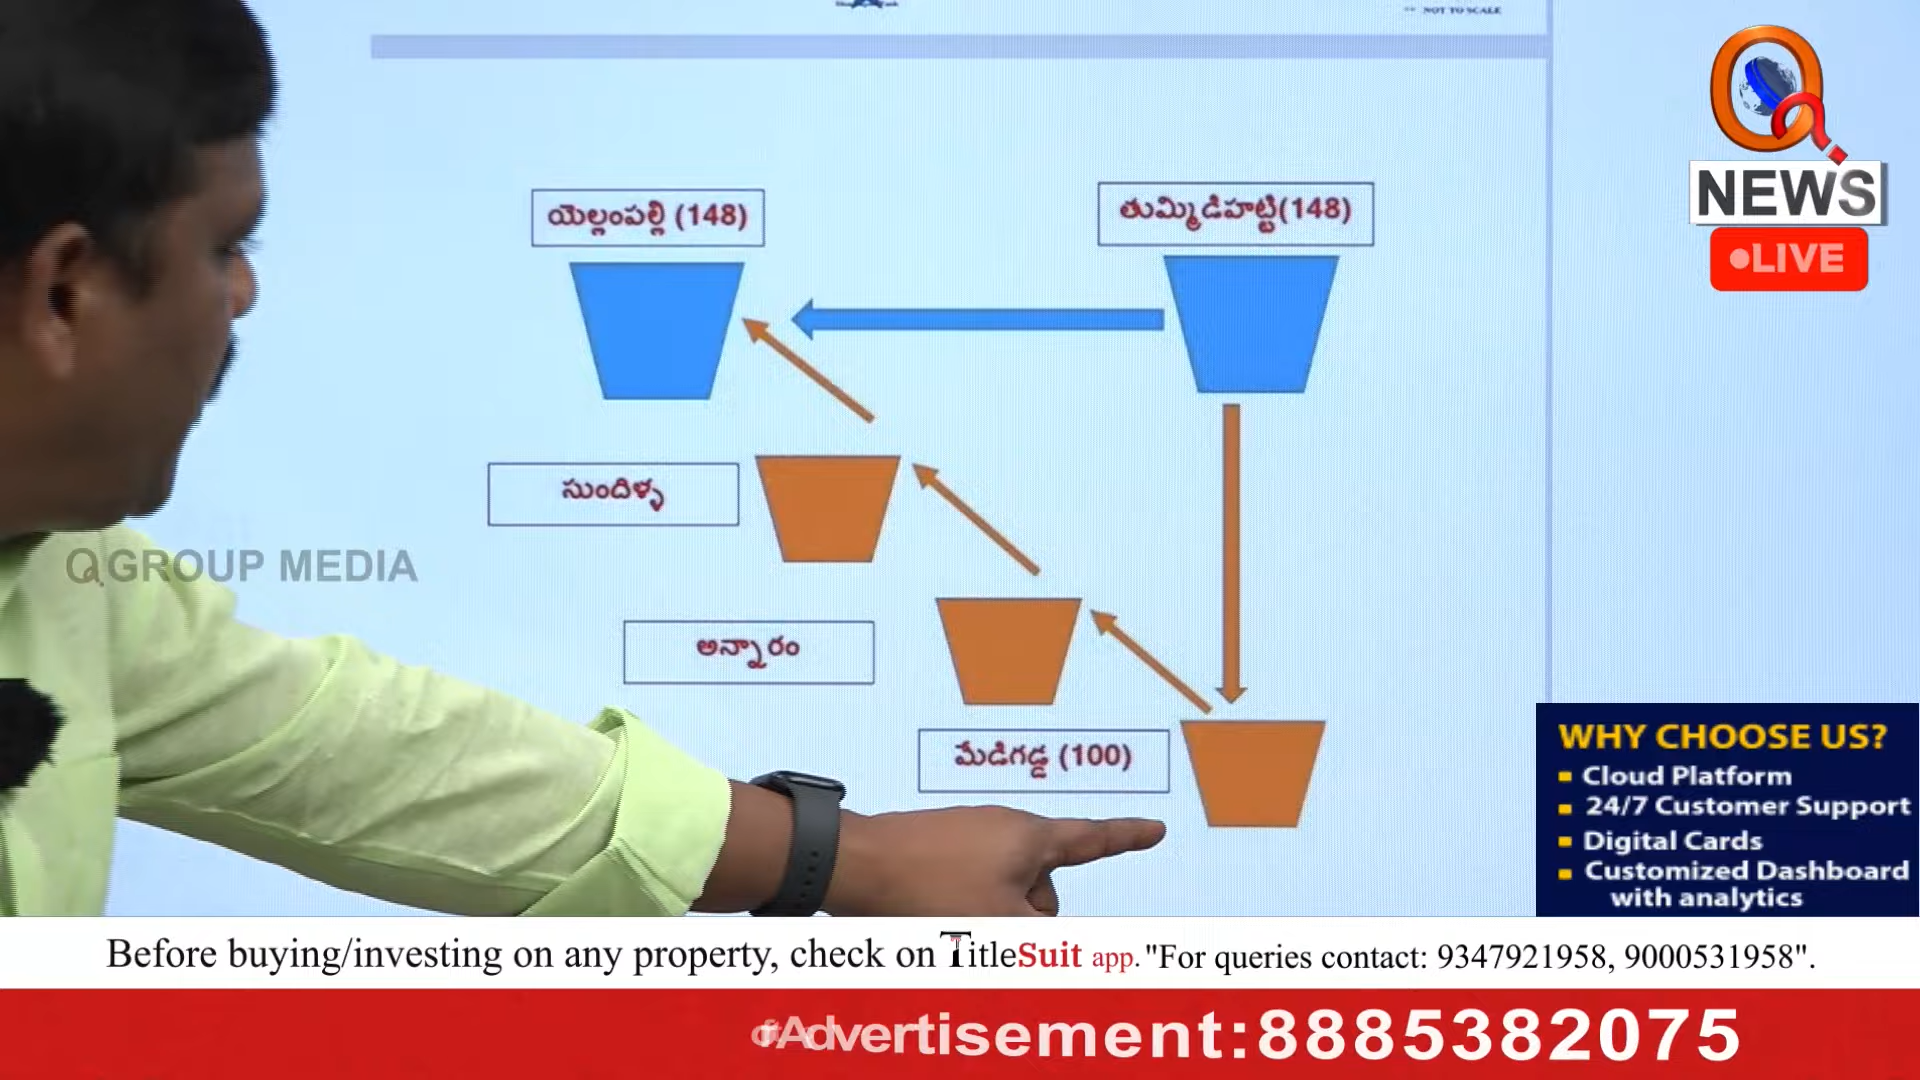 ** NOT TO SCALE
యెల్లంపల్లి (148)
తుమ్మిడిహట్టి(148)
NEWS
LIVE
సుందిళ్ళ
GROUP MEDIA
అన్నారం
మేడిగడ్డ (100)
WHY CHOOSE US?
Cloud Platform
24/7 Customer Support
Digital Cards
Customized Dashboard
with analytics
Before buying/investing on any property, check on TitleSuit app. "For queries contact: 9347921958, 9000531958".
Advertisement:8885382075